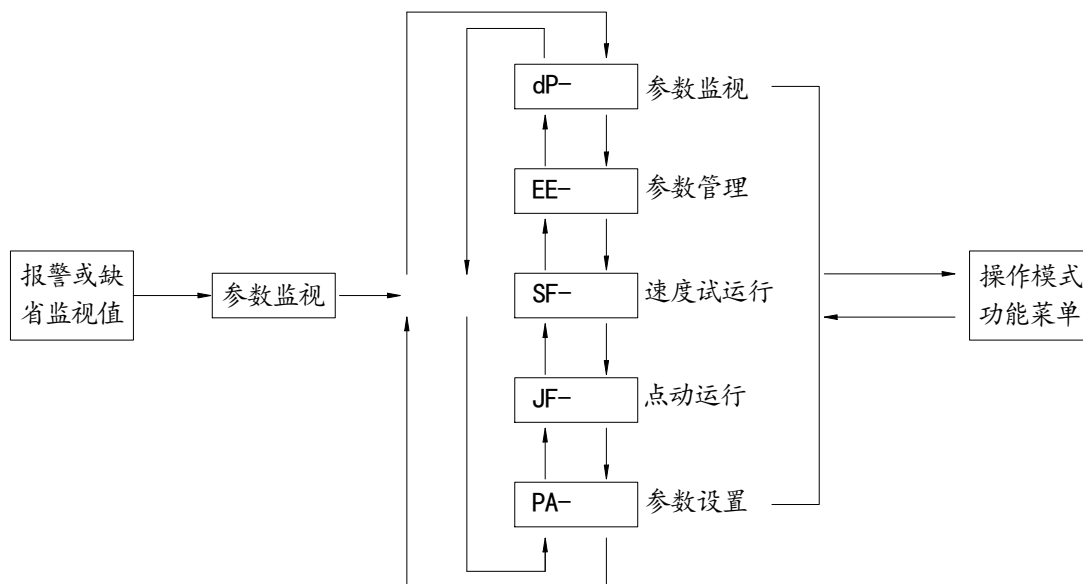 dP-
参数监视
EE-
参数管理
报警或缺
省监视值
参数监视
SF-
速度试运行
操作模式
功能菜单
JF-
点动运行
PA-
参数设置